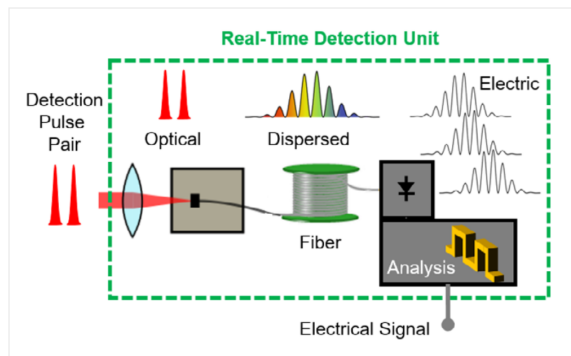 Real-Time Detection Unit
Detection
Pulse
Pair
Optical
Dispersed
Electric
Fiber
Analysis
Electrical Signal